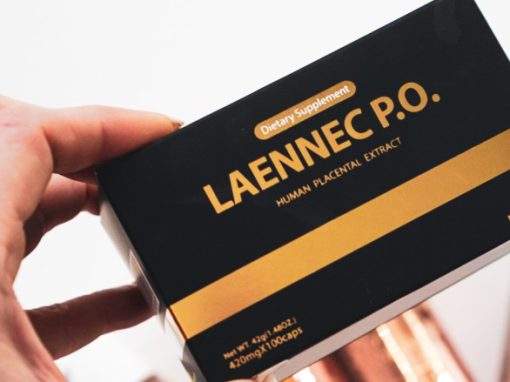 Dietary Supplement
LAENNEC P.O.
HUMAN PLACENTAL EXTRACT
Net WT. 42g(1.48OZ.)
420mgX100caps